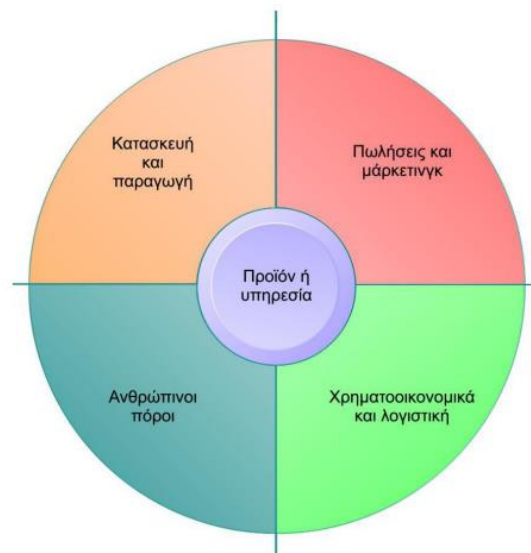 Κατασκευή
και
παραγωγή
Πωλήσεις και
μάρκετινγκ
Προϊόν ή
υπηρεσία
Ανθρώπινοι
πόροι
Χρηματοοικονομικά
και λογιστική